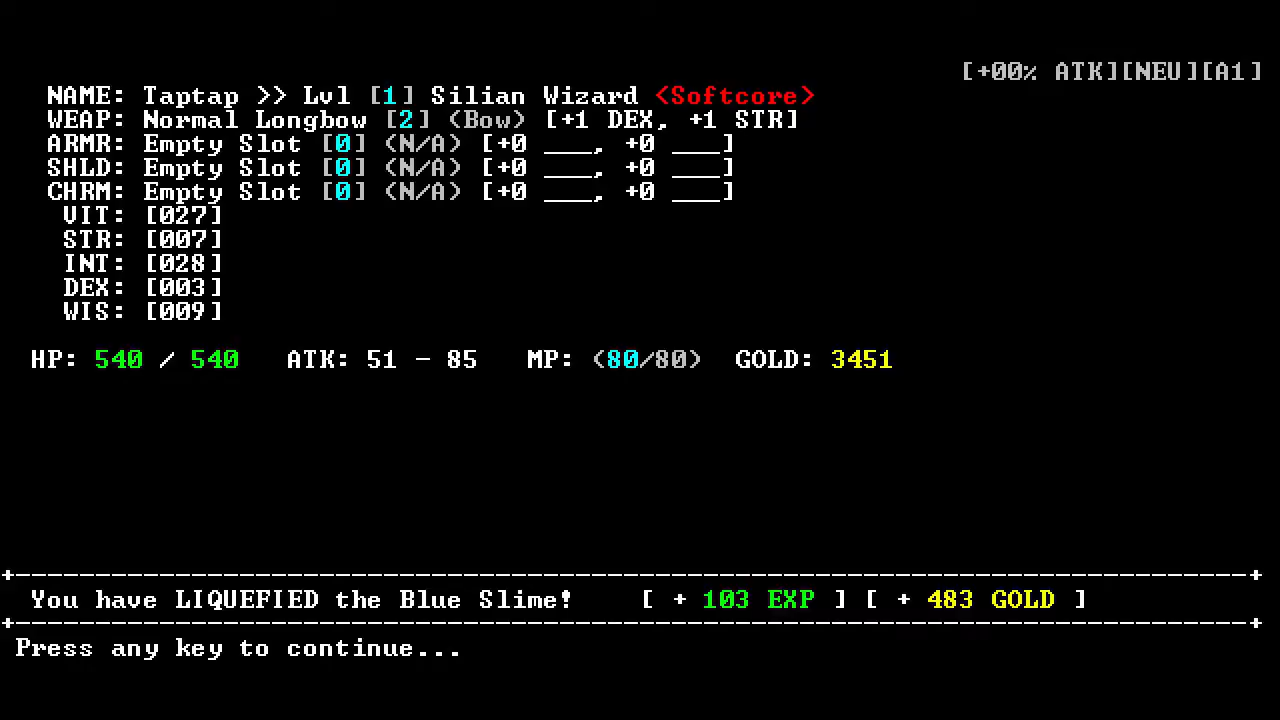 [+00% ATK][NEU][A1]
NAME: Taptap >> Lvl [1] Silian Wizard <Softcore>
WEAP: Normal Longbow [2] (Bow) [+1 DEX, +1 STR]
ARMR: Empty Slot [0] (N/A) [+0 ___, +0 ___]
SHLD: Empty Slot [0] (N/A) [+0 ___, +0 ___]
CHRM: Empty Slot [0] (N/A) [+0 ___, +0 ___]
VIT: [027]
STR: [007]
INT: [028]
DEX: [003]
WIS: [009]
HP: 540 / 540 ATK: 51 - 85 MP: (80/80) GOLD: 3451
You have LIQUEFIED the Blue Slime! [ + 103 EXP ] [ + 483 GOLD ]
Press any key to continue...